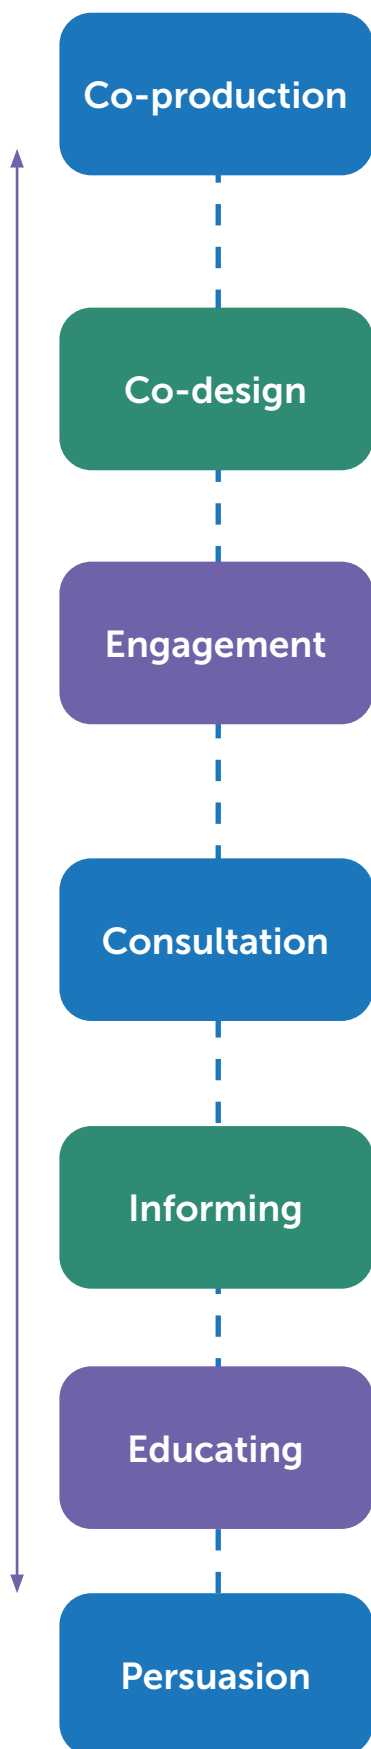 Co-production
Co-design
Engagement
Consultation
Informing
Educating
Persuasion